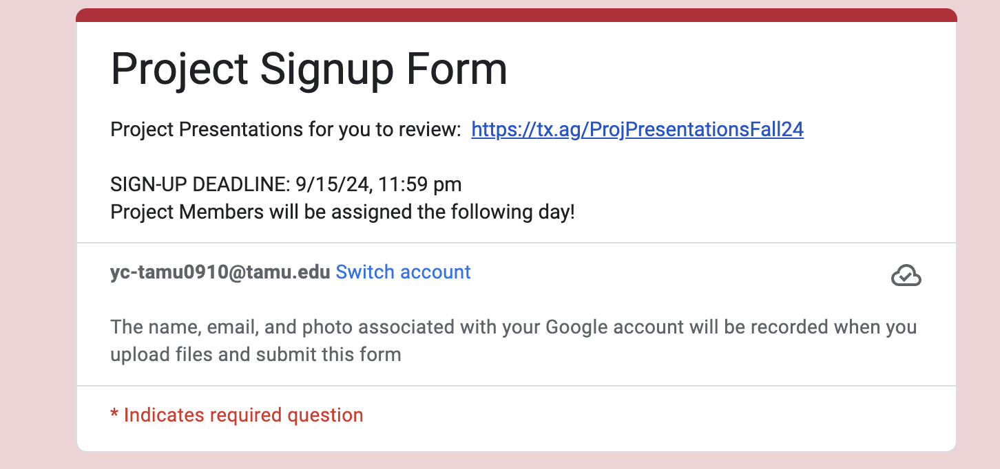 Project Signup Form
Project Presentations for you to review: https://tx.ag/ProjPresentationsFall24
SIGN-UP DEADLINE: 9/15/24, 11:59 pm
Project Members will be assigned the following day!
yc-tamu0910@tamu.edu Switch account
The name, email, and photo associated with your Google account will be recorded when you
upload files and submit this form
* Indicates required question